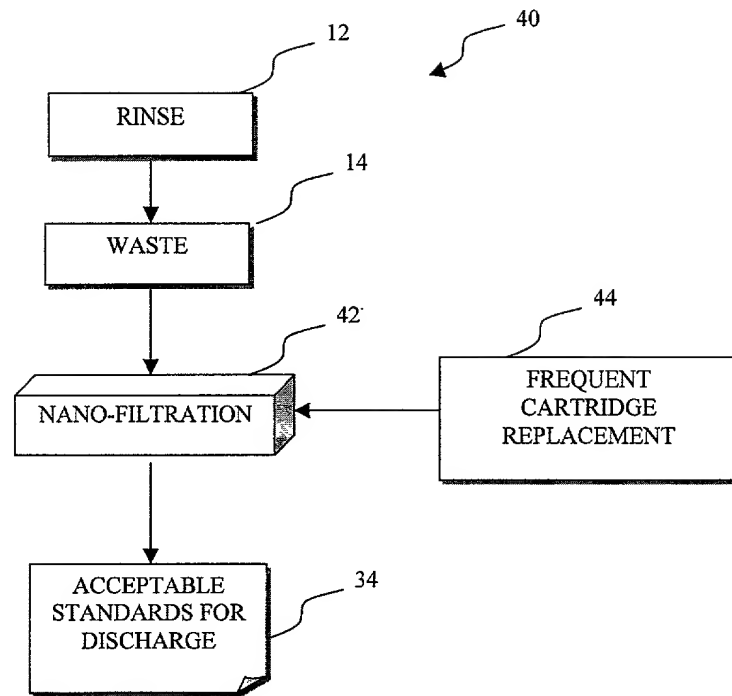 40
12
RINSE
14
WASTE
42
44
NANO-FILTRATION
FREQUENT
CARTRIDGE
REPLACEMENT
34
ACCEPTABLE
STANDARDS FOR
DISCHARGE